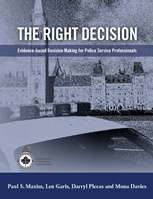 THE RIGHT DECISION
Evidence-based Decision Making for Police Service Professionals
Paul S. Maxim, Len Garis, Darryl Plecas and Mona Davies